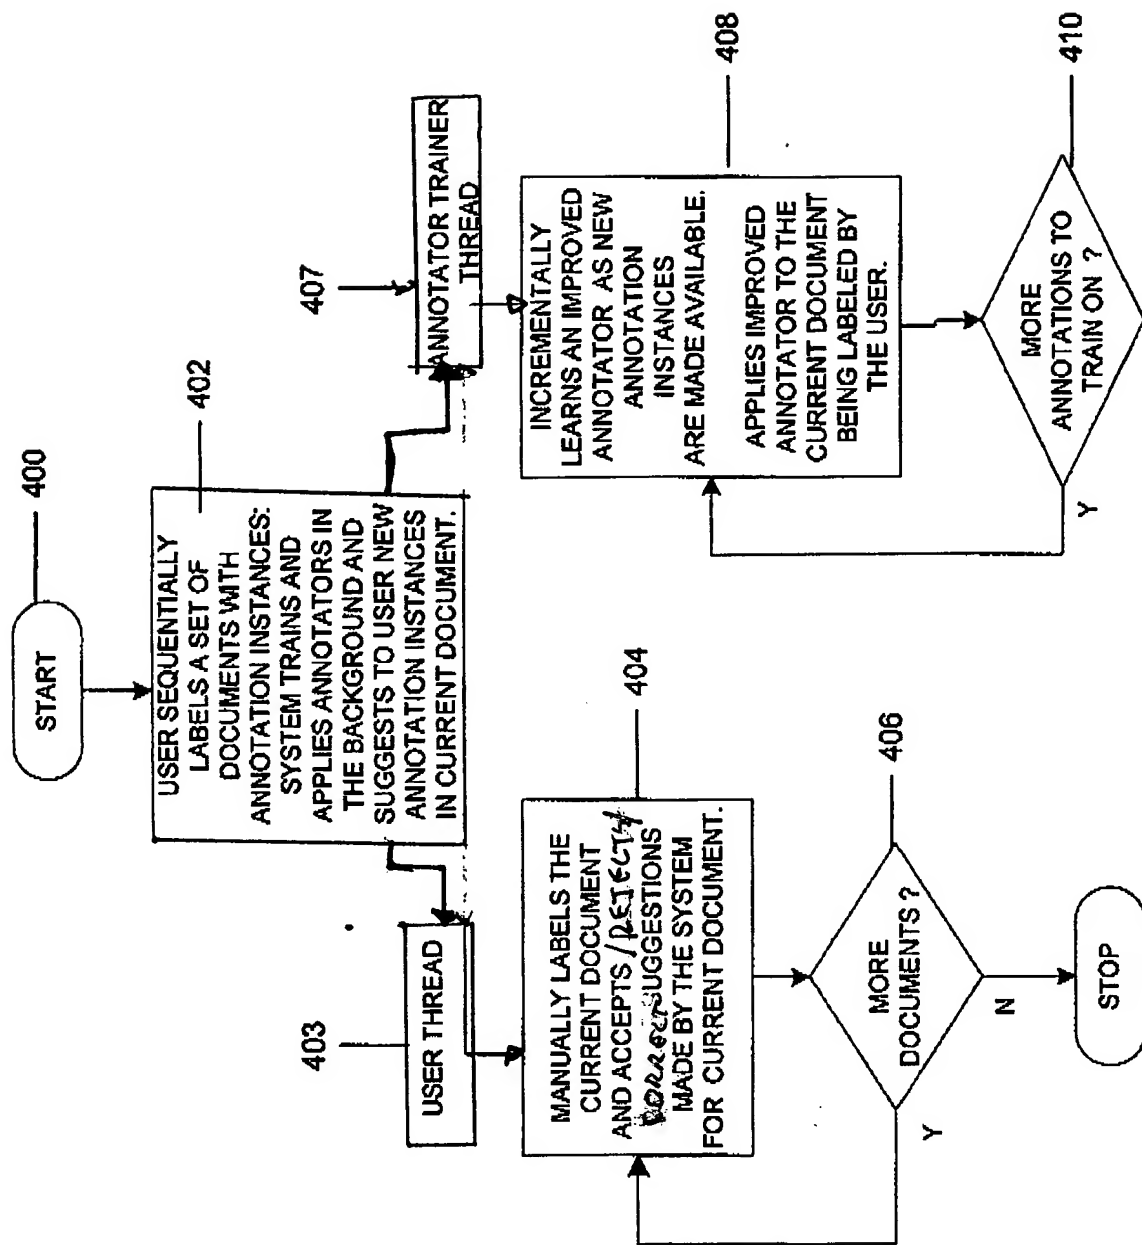 START
400
USER SEQUENTIALLY
LABELS A SET OF
DOCUMENTS WITH
ANNOTATION INSTANCES:
SYSTEM TRAINS AND
APPLIES ANNOTATORS IN
THE BACKGROUND AND
SUGGESTS TO USER NEW
ANNOTATION INSTANCES
IN CURRENT DOCUMENT.
402
403
USER THREAD
MANUALLY LABELS THE
CURRENT DOCUMENT
AND ACCEPTS /REJECTS/
CORRECTS SUGGESTIONS
MADE BY THE SYSTEM
FOR CURRENT DOCUMENT.
404
MORE
DOCUMENTS ?
406
Y
N
STOP
407
ANNOTATOR TRAINER
THREAD
INCREMENTALLY
LEARNS AN IMPROVED
ANNOTATOR AS NEW
ANNOTATION
INSTANCES
ARE MADE AVAILABLE.
APPLIES IMPROVED
ANNOTATOR TO THE
CURRENT DOCUMENT
BEING LABELED BY
THE USER.
408
MORE
ANNOTATIONS TO
TRAIN ON ?
410
Y